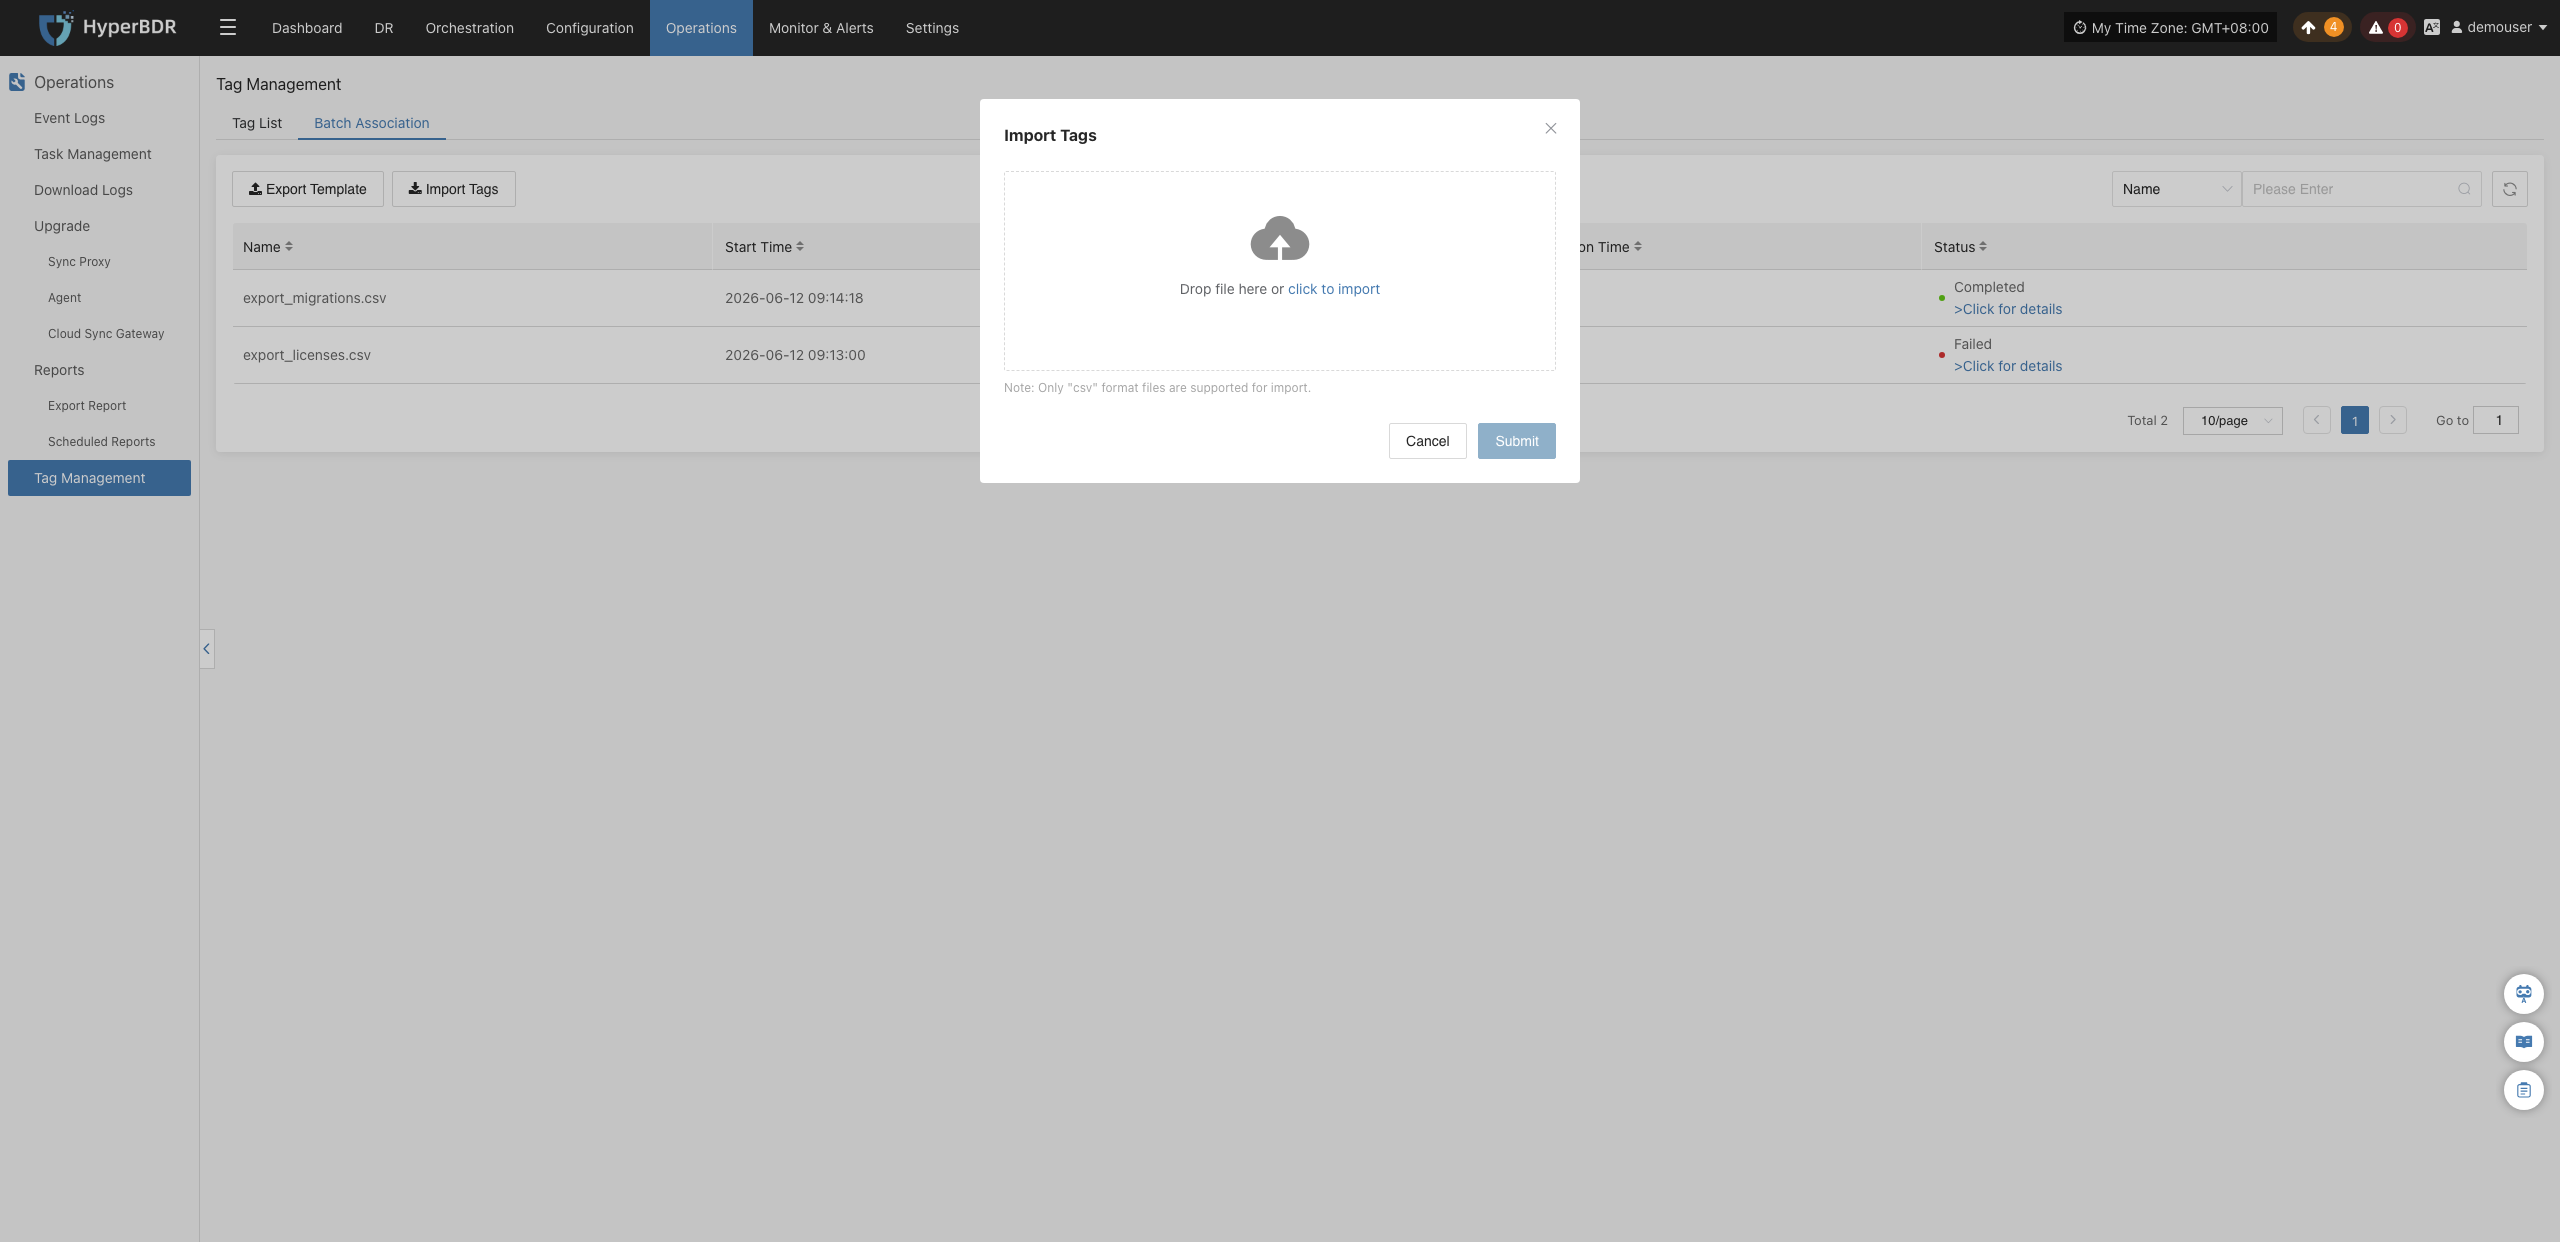 HyperBDR
Dashboard
DR
Orchestration
Configuration
Operations
Monitor & Alerts
Settings
My Time Zone: GMT+08:00
4
0
demouser
Operations
Event Logs
Task Management
Download Logs
Upgrade
Sync Proxy
Agent
Cloud Sync Gateway
Reports
Export Report
Scheduled Reports
Tag Management
Tag Management
Tag List
Batch Association
Export Template
Import Tags
Name
Please Enter
Name
Start Time
on Time
Status
export_migrations.csv
2026-06-12 09:14:18
Completed
>Click for details
export_licenses.csv
2026-06-12 09:13:00
Failed
>Click for details
Total 2
10/page
1
Go to
1
Import Tags
Drop file here or click to import
Note: Only "csv" format files are supported for import.
Cancel
Submit